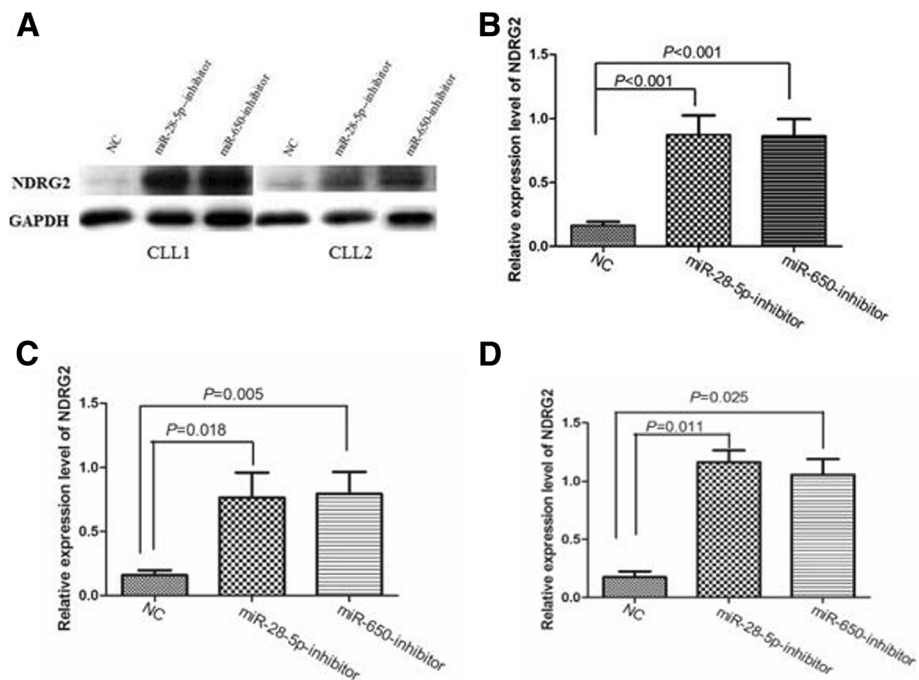 A
NC
miR-28-5p--inhibitor
miR-650-inhibitor
NC
miR-28-5p--inhibitor
miR-650-inhibitor
NDRG2
GAPDH
CLL1
CLL2
B
Relative expression level of NDRG2
1.5
1.0
0.5
0.0
P<0.001
P<0.001
NC
miR-28-5p-inhibitor
miR-650-inhibitor
C
Relative expression level of NDRG2
1.5
1.0
0.5
0.0
P=0.005
P=0.018
NC
miR-28-5p-inhibitor
miR-650-inhibitor
D
Relative expression level of NDRG2
1.5
1.0
0.5
0.0
P=0.025
P=0.011
NC
miR-28-5p-inhibitor
miR-650-inhibitor